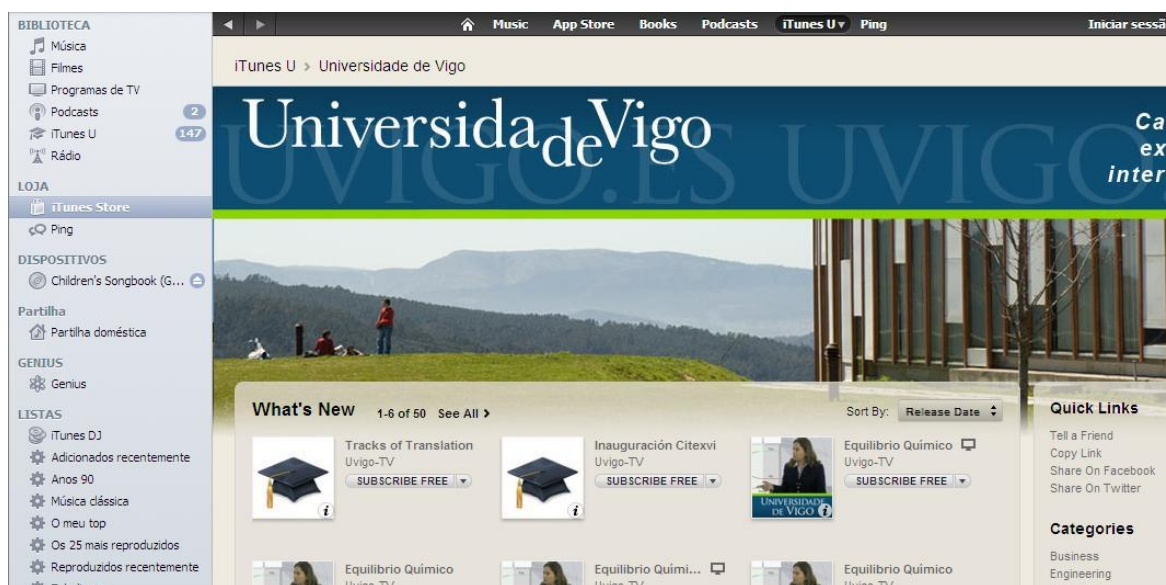 BIBLIOTECA
Música
Filmes
Programas de TV
Podcasts 2
iTunes U 147
Rádio
LOJA
iTunes Store
Ping
DISPOSITIVOS
Children's Songbook (G...
Partilha
Partilha doméstica
GENIUS
Genius
LISTAS
iTunes DJ
Adicionados recentemente
Anos 90
Música clássica
O meu top
Os 25 mais reproduzidos
Reproduzidos recentemente
Music App Store Books Podcasts iTunes U Ping Iniciar sessã
iTunes U > Universidade de Vigo
UVIGO.ES UVIGO
UniversidadeVigo
Ca
ex
inter
What's New 1-6 of 50 See All >
Sort By: Release Date
Tracks of Translation
Uvigo-TV
SUBSCRIBE FREE
Inauguración Citexvi
Uvigo-TV
SUBSCRIBE FREE
Equilibrio Químico
Uvigo-TV
SUBSCRIBE FREE
UNIVERSIDADE
DE VIGO
Equilibrio Químico
Uvigo-TV
Equilibrio Quími...
Uvigo-TV
Equilibrio Químico
Uvigo-TV
Quick Links
Tell a Friend
Copy Link
Share On Facebook
Share On Twitter
Categories
Business
Engineering